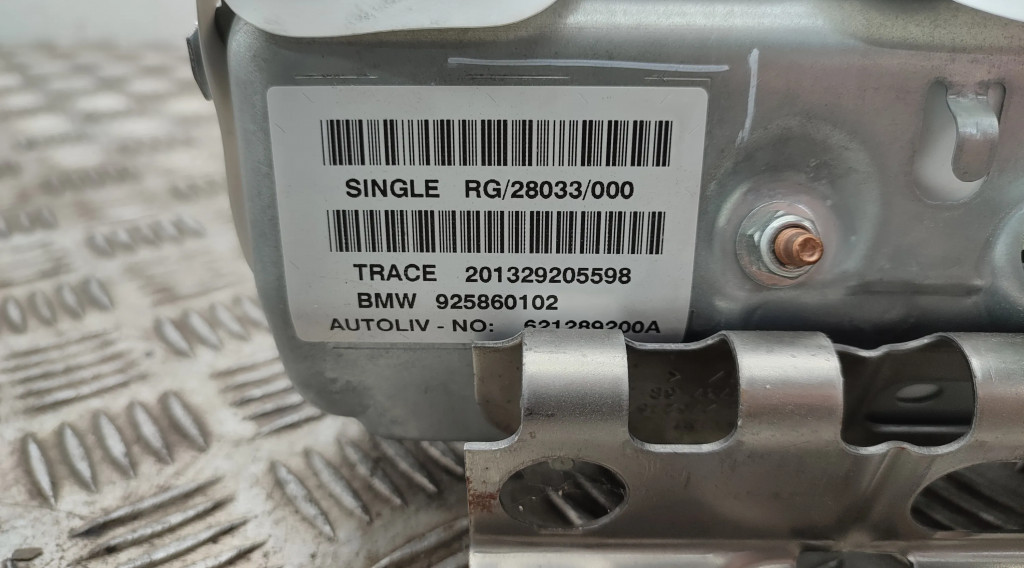 SINGLE RG/28033/000
TRACE 201329205598
BMW 925860102
AUTOLIV - NO: 621289200A